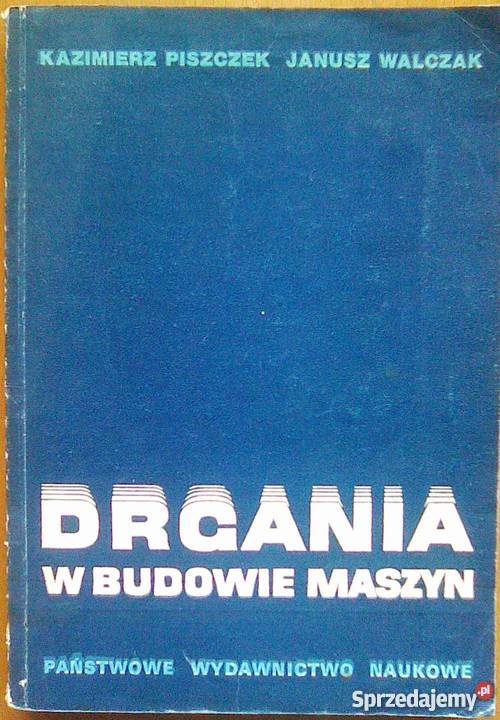 KAZIMIERZ PISZCZEK JANUSZ WALCZAK
DRGANIA
W BUDOWIE MASZYN
PAŃSTWOWE WYDAWNICTWO NAUKOWE
Sprzedajemy.pl